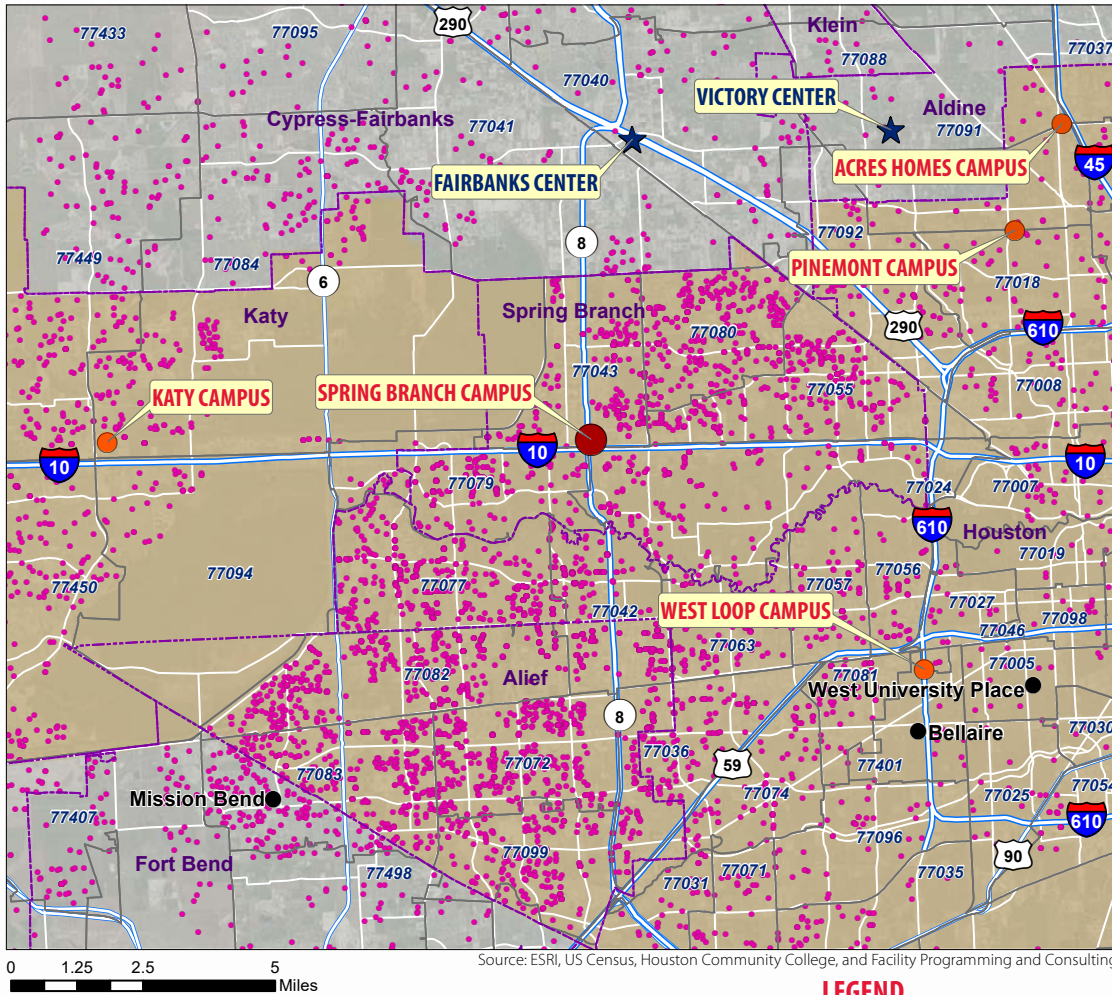 77433
77095
290
Klein
77037
77088
77040
VICTORY CENTER
Aldine
Cypress-Fairbanks
77041
77091
ACRES HOMES CAMPUS
45
FAIRBANKS CENTER
77092
8
77449
77084
PINEMONT CAMPUS
6
77018
Katy
Spring Branch
77080
290
610
77043
77055
77008
KATY CAMPUS
SPRING BRANCH CAMPUS
10
10
10
77079
77024
77007
610
Houston
77019
77450
77094
77077
77057
77056
77042
77027
WEST LOOP CAMPUS
77098
77046
77063
77005
77082
Alief
77081
West University Place
8
77030
Bellaire
77036
59
77401
77072
77083
Mission Bend
77074
77025
77054
77407
610
77096
Fort Bend
90
77099
77498
77031
77071
77035
Source: ESRI, US Census, Houston Community College, and Facility Programming and Consulting
0 1.25 2.5 5
Miles
LEGEND